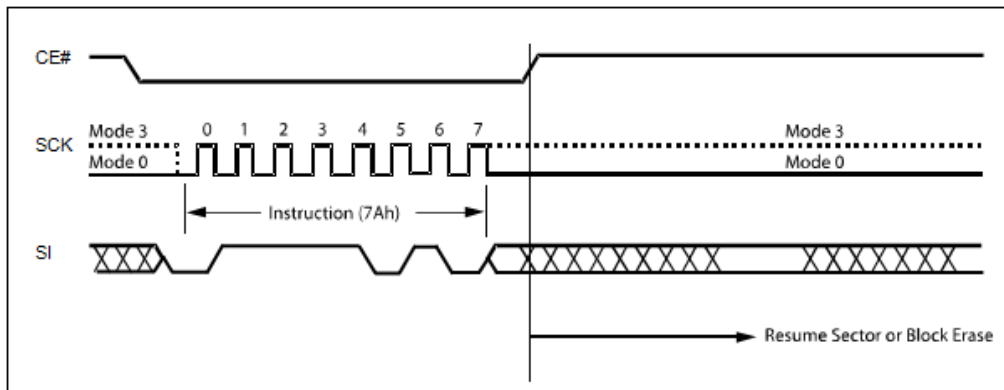 CE#
Mode 3
0 1 2 3 4 5 6 7
Mode 3
SCK
Mode 0
Mode 0
Instruction (7Ah)
SI
Resume Sector or Block Erase